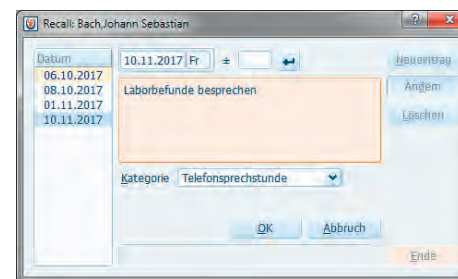 Recall: Bach,Johann Sebastian
Datum
06.10.2017
08.10.2017
01.11.2017
10.11.2017
10.11.2017 Fr ±
Laborbefunde besprechen
Kategorie Telefonsprechstunde
OK Abbruch
Neueintrag
Ändern
Löschen
Ende